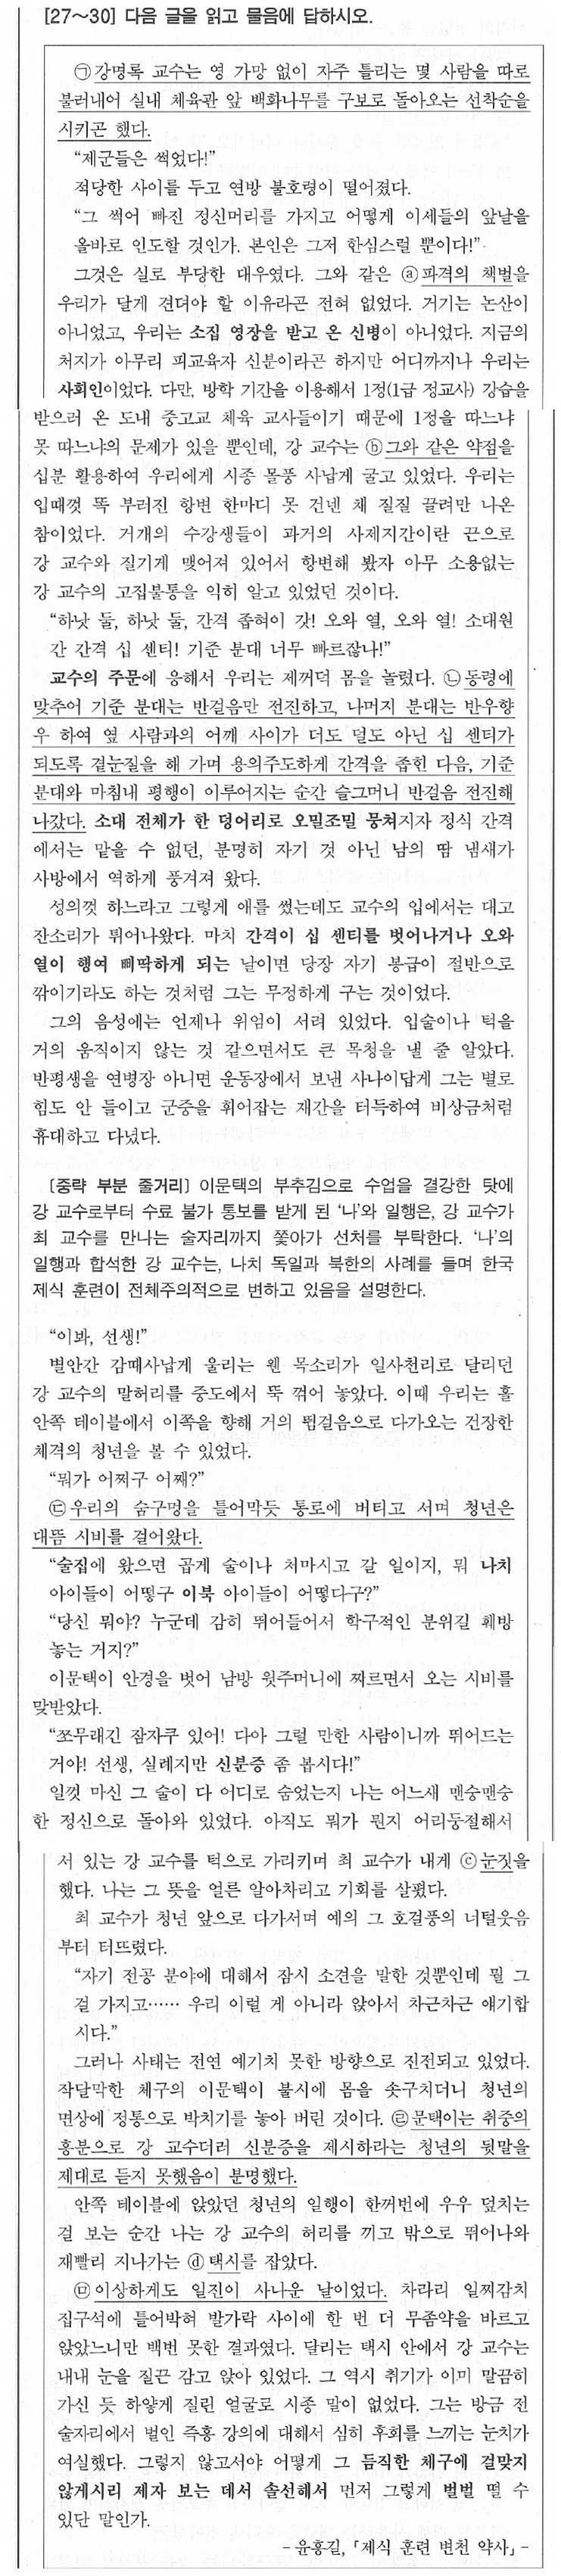 [27~30] 다음 글을 읽고 물음에 답하시오.
㉠강명록 교수는 영 가망 없이 자주 틀리는 몇 사람을 따로
불러내어 실내 체육관 앞 백화나무를 구보로 돌아오는 선착순을
시키곤 했다.
“제군들은 썩었다!”
적당한 사이를 두고 연방 불호령이 떨어졌다.
“그 썩어 빠진 정신머리를 가지고 어떻게 이세들의 앞날을
올바로 인도할 것인가. 본인은 그저 한심스럴 뿐이다!”
그것은 실로 부당한 대우였다. 그와 같은 ⓐ파격의 책벌을
우리가 달게 견뎌야 할 이유라곤 전혀 없었다. 거기는 논산이
아니었고, 우리는 소집 영장을 받고 온 신병이 아니었다. 지금의
처지가 아무리 피교육자 신분이라곤 하지만 어디까지나 우리는
사회인이었다. 다만, 방학 기간을 이용해서 1정(1급 정교사) 강습을
받으러 온 도내 중고교 체육 교사들이기 때문에 1정을 따느냐
못 따느냐의 문제가 있을 뿐인데, 강 교수는 ⓑ그와 같은 약점을
십분 활용하여 우리에게 시종 몰풍 사납게 굴고 있었다. 우리는
입때껏 똑 부러진 항변 한마디 못 건넨 채 질질 끌려만 나온
참이었다. 거개의 수강생들이 과거의 사제지간이란 끈으로
강 교수와 질기게 맺어져 있어서 항변해 봤자 아무 소용없는
강 교수의 고집불통을 익히 알고 있었던 것이다.
“하낫 둘, 하낫 둘, 간격 좁혀이 갓! 오와 열, 오와 열! 소대원
간 간격 십 센티! 기준 분대 너무 빠르잖나!”
교수의 주문에 응해서 우리는 제꺼덕 몸을 놀렸다. ㉡동령에
맞추어 기준 분대는 반걸음만 전진하고, 나머지 분대는 반우향
우 하여 옆 사람과의 어깨 사이가 더도 덜도 아닌 십 센티가
되도록 곁눈질을 해 가며 용의주도하게 간격을 좁힌 다음, 기준
분대와 마침내 평행이 이루어지는 순간 슬그머니 반걸음 전진해
나갔다. 소대 전체가 한 덩어리로 오밀조밀 뭉쳐지자 정식 간격
에서는 맡을 수 없던, 분명히 자기 것 아닌 남의 땀 냄새가
사방에서 역하게 풍겨져 왔다.
성의껏 하느라고 그렇게 애를 썼는데도 교수의 입에서는 대고
잔소리가 튀어나왔다. 마치 간격이 십 센티를 벗어나거나 오와
열이 행여 삐딱하게 되는 날이면 당장 자기 봉급이 절반으로
깎이기라도 하는 것처럼 그는 무정하게 구는 것이었다.
그의 음성에는 언제나 위엄이 서려 있었다. 입술이나 턱을
거의 움직이지 않는 것 같으면서도 큰 목청을 낼 줄 알았다.
반평생을 연병장 아니면 운동장에서 보낸 사나이답게 그는 별로
힘도 안 들이고 군중을 휘어잡는 재간을 터득하여 비상금처럼
휴대하고 다녔다.
[중략 부분 줄거리] 이문택의 부추김으로 수업을 결강한 탓에
강 교수로부터 수료 불가 통보를 받게 된 ‘나’와 일행은, 강 교수가
최 교수를 만나는 술자리까지 쫓아가 선처를 부탁한다. ‘나’의
일행과 합석한 강 교수는, 나치 독일과 북한의 사례를 들며 한국
제식 훈련이 전체주의적으로 변하고 있음을 설명한다.
“이봐, 선생!”
별안간 감때사납게 울리는 웬 목소리가 일사천리로 달리던
강 교수의 말허리를 중도에서 뚝 꺾어 놓았다. 이때 우리는 홀
안쪽 테이블에서 이쪽을 향해 거의 뜀걸음으로 다가오는 건장한
체격의 청년을 볼 수 있었다.
“뭐가 어쩌구 어째?”
㉢우리의 숨구멍을 틀어막듯 통로에 버티고 서며 청년은
대뜸 시비를 걸어왔다.
“술집에 왔으면 곱게 술이나 처마시고 갈 일이지, 뭐 나치
아이들이 어떻구 이북 아이들이 어떻다구?”
“당신 뭐야? 누군데 감히 뛰어들어서 학구적인 분위길 훼방
놓는 거지?”
이문택이 안경을 벗어 남방 윗주머니에 찌르면서 오는 시비를
맞받았다.
“쪼무래긴 잠자쿠 있어! 다아 그럴 만한 사람이니까 뛰어드는
거야! 선생, 실례지만 신분증 좀 봅시다!”
일껏 마신 그 술이 다 어디로 숨었는지 나는 어느새 맨숭맨숭
한 정신으로 돌아와 있었다. 아직도 뭐가 뭔지 어리둥절해서
서 있는 강 교수를 턱으로 가리키며 최 교수가 내게 ⓒ눈짓을
했다. 나는 그 뜻을 얼른 알아차리고 기회를 살폈다.
최 교수가 청년 앞으로 다가서며 예의 그 호걸풍의 너털웃음
부터 터뜨렸다.
“자기 전공 분야에 대해서 잠시 소견을 말한 것뿐인데 뭘 그
걸 가지고…… 우리 이럴 게 아니라 앉아서 차근차근 얘기합
시다.”
그러나 사태는 전연 예기치 못한 방향으로 진전되고 있었다.
작달막한 체구의 이문택이 불시에 몸을 솟구치더니 청년의
면상에 정통으로 박치기를 놓아 버린 것이다. ㉣문택이는 취중의
흥분으로 강 교수더러 신분증을 제시하라는 청년의 뒷말을
제대로 듣지 못했음이 분명했다.
안쪽 테이블에 앉았던 청년의 일행이 한꺼번에 우우 덮치는
걸 보는 순간 나는 강 교수의 허리를 끼고 밖으로 뛰어나와
재빨리 지나가는 ⓓ택시를 잡았다.
㉤이상하게도 일진이 사나운 날이었다. 차라리 일찌감치
집구석에 틀어박혀 발가락 사이에 한 번 더 무좀약을 바르고
앉았느니만 백번 못한 결과였다. 달리는 택시 안에서 강 교수는
내내 눈을 질끈 감고 앉아 있었다. 그 역시 취기가 이미 말끔히
가신 듯 하얗게 질린 얼굴로 시종 말이 없었다. 그는 방금 전
술자리에서 벌인 즉흥 강의에 대해서 심히 후회를 느끼는 눈치가
여실했다. 그렇지 않고서야 어떻게 그 듬직한 체구에 걸맞지
않게시리 제자 보는 데서 솔선해서 먼저 그렇게 벌벌 떨 수
있단 말인가.
- 윤흥길, 「제식 훈련 변천 약사」 -